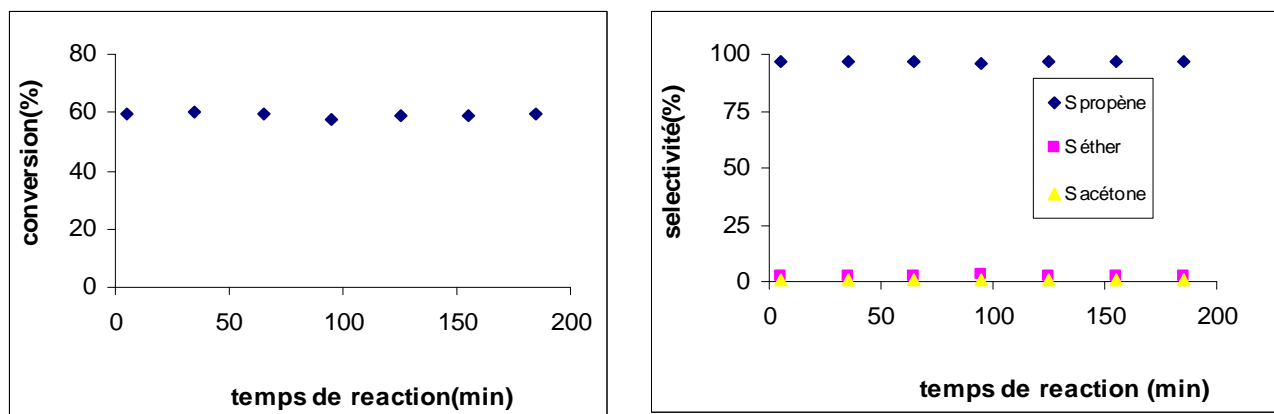 conversion(%)
80
60
40
20
0
0 50 100 150 200
temps de reaction(min)
selectivité(%)
100
75
50
25
0
S propène
S éther
S acétone
0 50 100 150 200
temps de reaction (min)